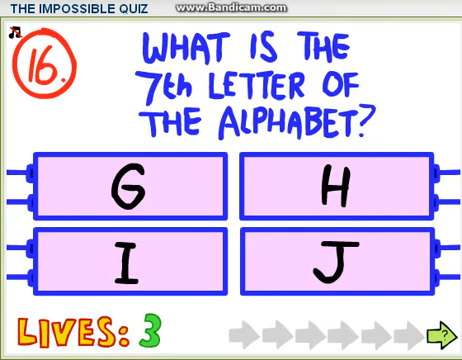 THE IMPOSSIBLE QUIZ
www.Bandicam.com
16.
WHAT IS THE
7th LETTER OF
THE ALPHABET?
G
H
I
J
LIVES: 3
?